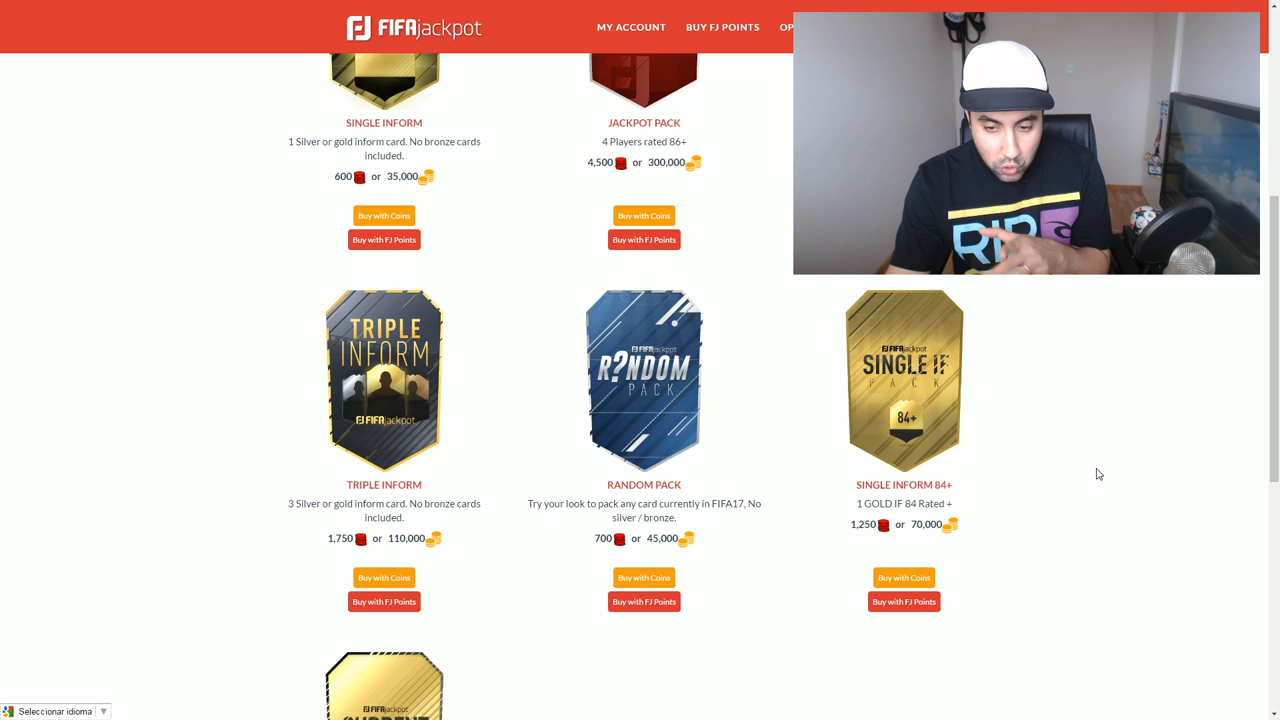 FIFAjackpot
MY ACCOUNT BUY FJ POINTS OP
SINGLE INFORM
1 Silver or gold inform card. No bronze cards
included.
600 or 35,000
Buy with Coins
Buy with FJ Points
JACKPOT PACK
4 Players rated 86+
4,500 or 300,000
Buy with Coins
Buy with FJ Points
TRIPLE
INFORM
FIFAjackpot
TRIPLE INFORM
3 Silver or gold inform card. No bronze cards
included.
1,750 or 110,000
Buy with Coins
Buy with FJ Points
FIFAjackpot
R?NDOM
PACK
RANDOM PACK
Try your look to pack any card currently in FIFA17, No
silver / bronze.
700 or 45,000
Buy with Coins
Buy with FJ Points
FIFAjackpot
SINGLE IF
PACK
84+
SINGLE INFORM 84+
1 GOLD IF 84 Rated +
1,250 or 70,000
Buy with Coins
Buy with FJ Points
FIFAjackpot
CURRENT
RIP
Seleccionar idioma